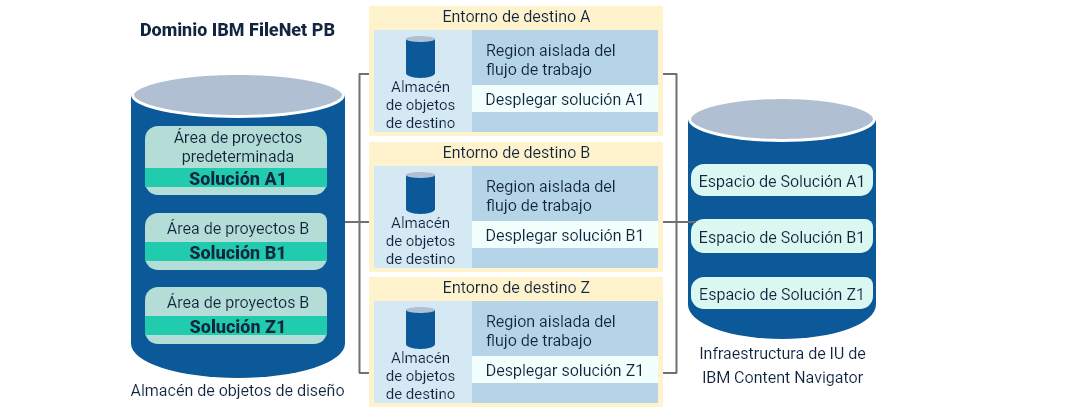 Dominio IBM FileNet PB
Área de proyectos
predeterminada
Solución A1
Área de proyectos B
Solución B1
Área de proyectos B
Solución Z1
Almacén de objetos de diseño
Entorno de destino A
Almacén
de objetos
de destino
Region aislada del
flujo de trabajo
Desplegar solución A1
Entorno de destino B
Almacén
de objetos
de destino
Region aislada del
flujo de trabajo
Desplegar solución B1
Entorno de destino Z
Almacén
de objetos
de destino
Region aislada del
flujo de trabajo
Desplegar solución Z1
Espacio de Solución A1
Espacio de Solución B1
Espacio de Solución Z1
Infraestructura de IU de
IBM Content Navigator